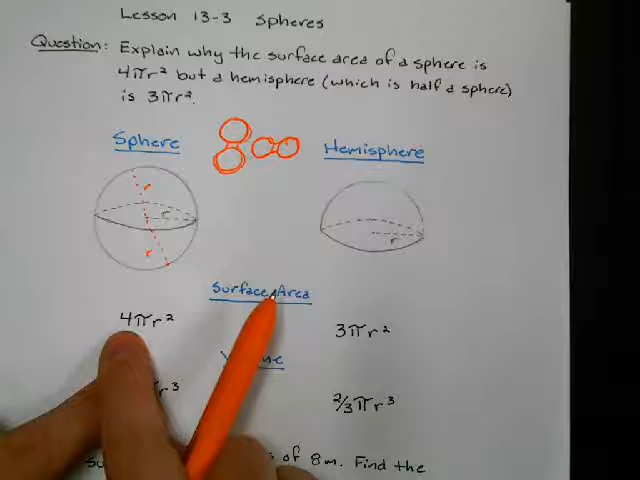 Lesson 13-3 Spheres
Question: Explain why the surface area of a sphere is
4πr² but a hemisphere (which is half a sphere)
is 3πr².
Sphere
Hemisphere
r
r
r
r
Surface Area
4πr²
3πr²
πr³
2/3πr³
of 8m. Find the